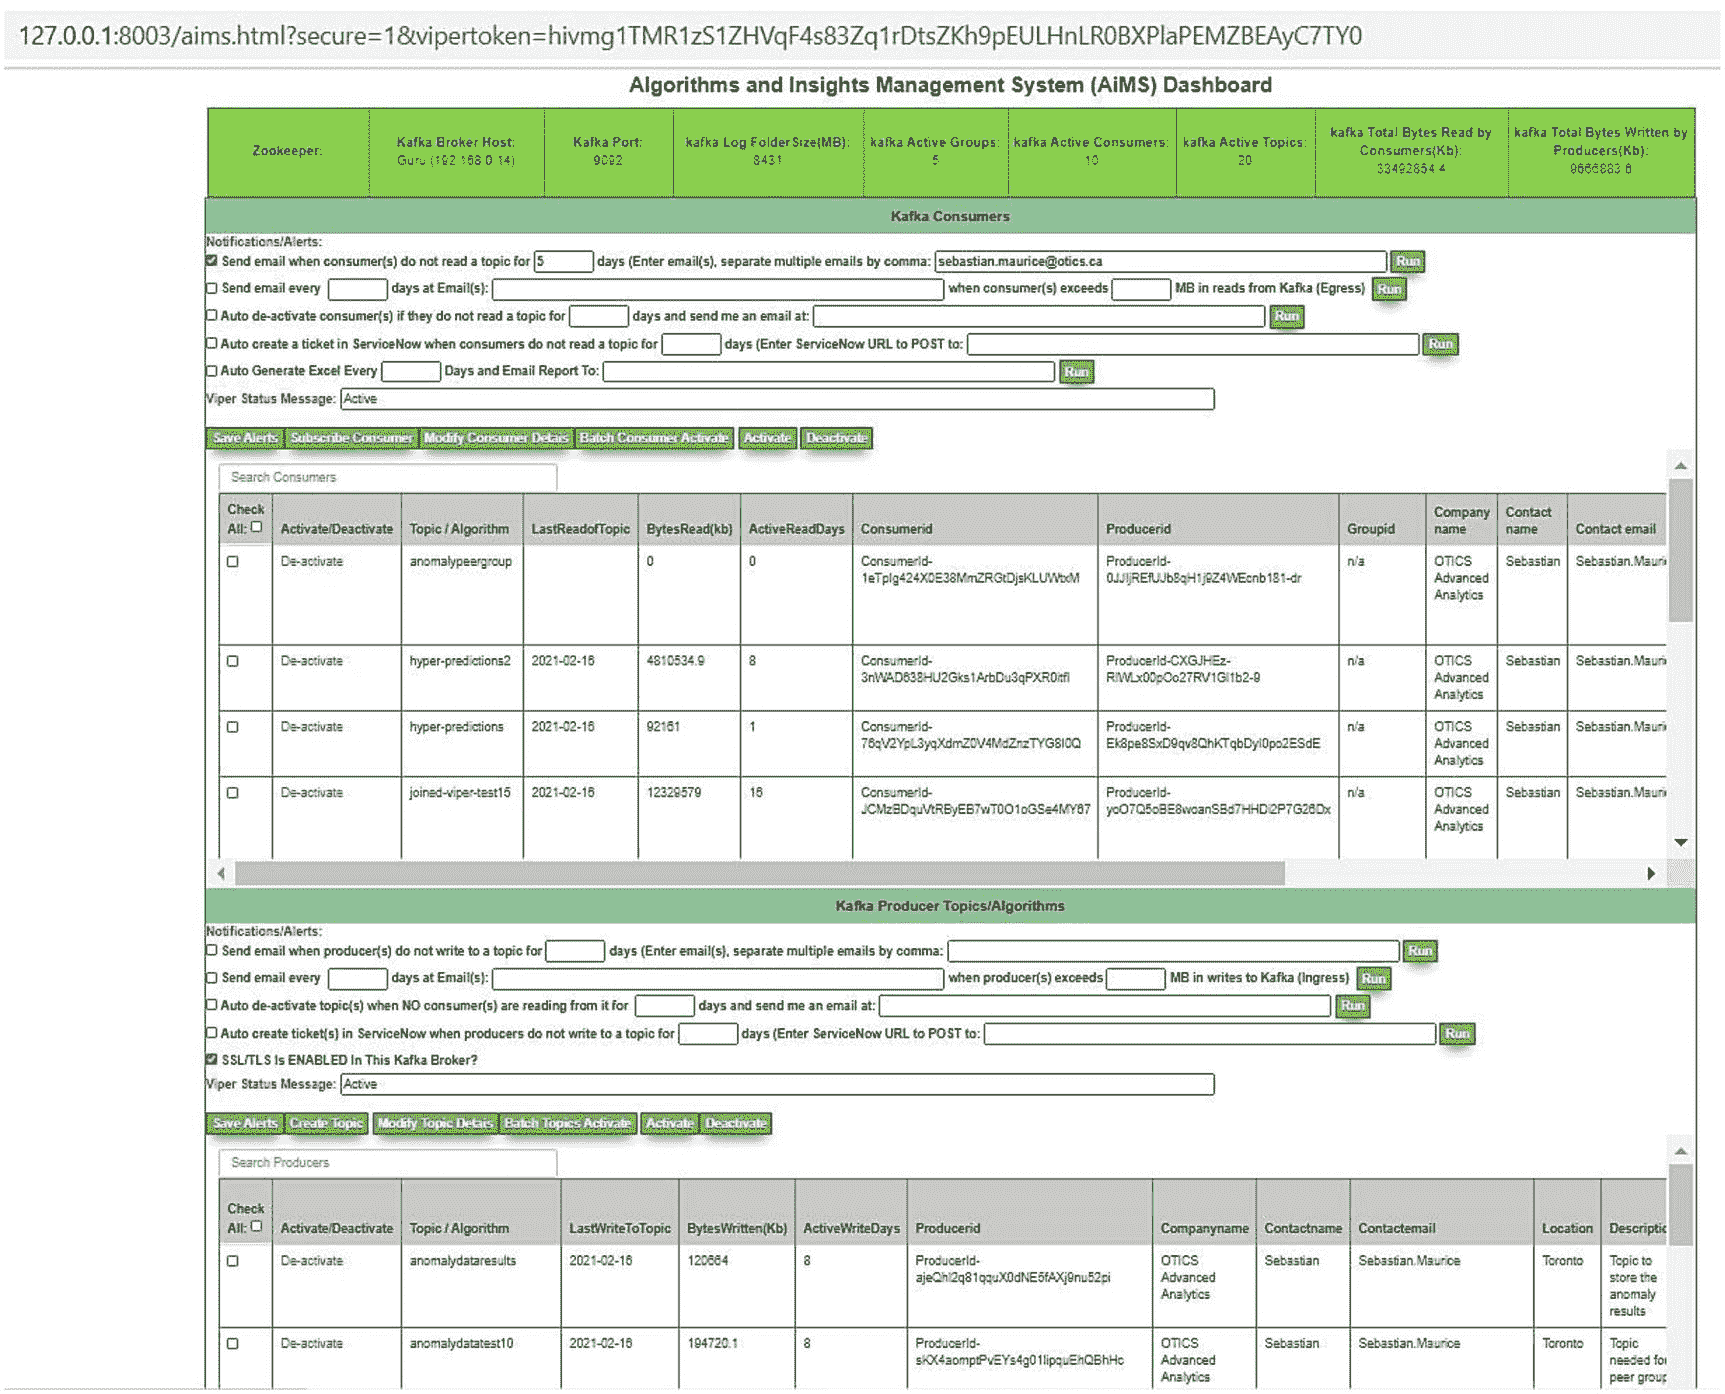 127.0.0.1:8003/aims.html?secure=1&vipertoken=hivmg1TMR1zS1ZHVqF4s83Zq1rDtsZKh9pEULHnLR0BXPlaPEMZBEAyC7TY0
Algorithms and Insights Management System (AiMS) Dashboard
Zookeeper:
Kafka Broker Host:
Guru (192.168.0.14)
Kafka Port:
9092
kafka Log FolderSize(MB):
8431
kafka Active Groups:
5
kafka Active Consumers:
10
kafka Active Topics:
20
kafka Total Bytes Read by
Consumers(Kb):
33492854.4
kafka Total Bytes Written by
Producers(Kb):
9666883.6
Kafka Consumers
Notifications/Alerts:
Send email when consumer(s) do not read a topic for 5 days (Enter email(s), separate multiple emails by comma: sebastian.maurice@otics.ca Run
Send email every days at Email(s): when consumer(s) exceeds MB in reads from Kafka (Egress) Run
Auto de-activate consumer(s) if they do not read a topic for days and send me an email at: Run
Auto create a ticket in ServiceNow when consumers do not read a topic for days (Enter ServiceNow URL to POST to: Run
Auto Generate Excel Every Days and Email Report To: Run
Viper Status Message: Active
Save Alerts Subscribe Consumer Modify Consumer Details Batch Consumer Activate Activate Deactivate
Search Consumers
Check All: Activate/Deactivate Topic / Algorithm LastReadofTopic BytesRead(kb) ActiveReadDays Consumerid Producerid Groupid Company name Contact name Contact email
De-activate anomalypeergroup 0 0 ConsumerId- ProducerId- n/a OTICS Advanced Analytics Sebastian Sebastian.Mauri
De-activate hyper-predictions2 2021-02-16 4810534.9 8 ConsumerId- ProducerId-CXGJHEz- n/a OTICS Advanced Analytics Sebastian Sebastian.Mauri
De-activate hyper-predictions 2021-02-16 92161 1 ConsumerId- ProducerId- n/a OTICS Advanced Analytics Sebastian Sebastian.Mauri
De-activate joined-viper-test15 2021-02-16 12329579 16 ConsumerId- ProducerId- n/a OTICS Advanced Analytics Sebastian Sebastian.Mauri
Kafka Producer Topics/Algorithms
Notifications/Alerts:
Send email when producer(s) do not write to a topic for days (Enter email(s), separate multiple emails by comma: Run
Send email every days at Email(s): when producer(s) exceeds MB in writes to Kafka (Ingress) Run
Auto de-activate topic(s) when NO consumer(s) are reading from it for days and send me an email at: Run
Auto create ticket(s) in ServiceNow when producers do not write to a topic for days (Enter ServiceNow URL to POST to: Run
SSL/TLS Is ENABLED In This Kafka Broker?
Viper Status Message: Active
Save Alerts Create Topic Modify Topic Details Batch Topics Activate Activate Deactivate
Search Producers
Check All: Activate/Deactivate Topic / Algorithm LastWriteToTopic BytesWritten(Kb) ActiveWriteDays Producerid Companyname Contactname Contactemail Location Descriptio
De-activate anomalydataresults 2021-02-16 120664 8 ProducerId- OTICS Advanced Analytics Sebastian Sebastian.Maurice Toronto Topic to store the anomaly results
De-activate anomalydatatest10 2021-02-16 194720.1 8 ProducerId- OTICS Advanced Analytics Sebastian Sebastian.Maurice Toronto Topic needed for peer group